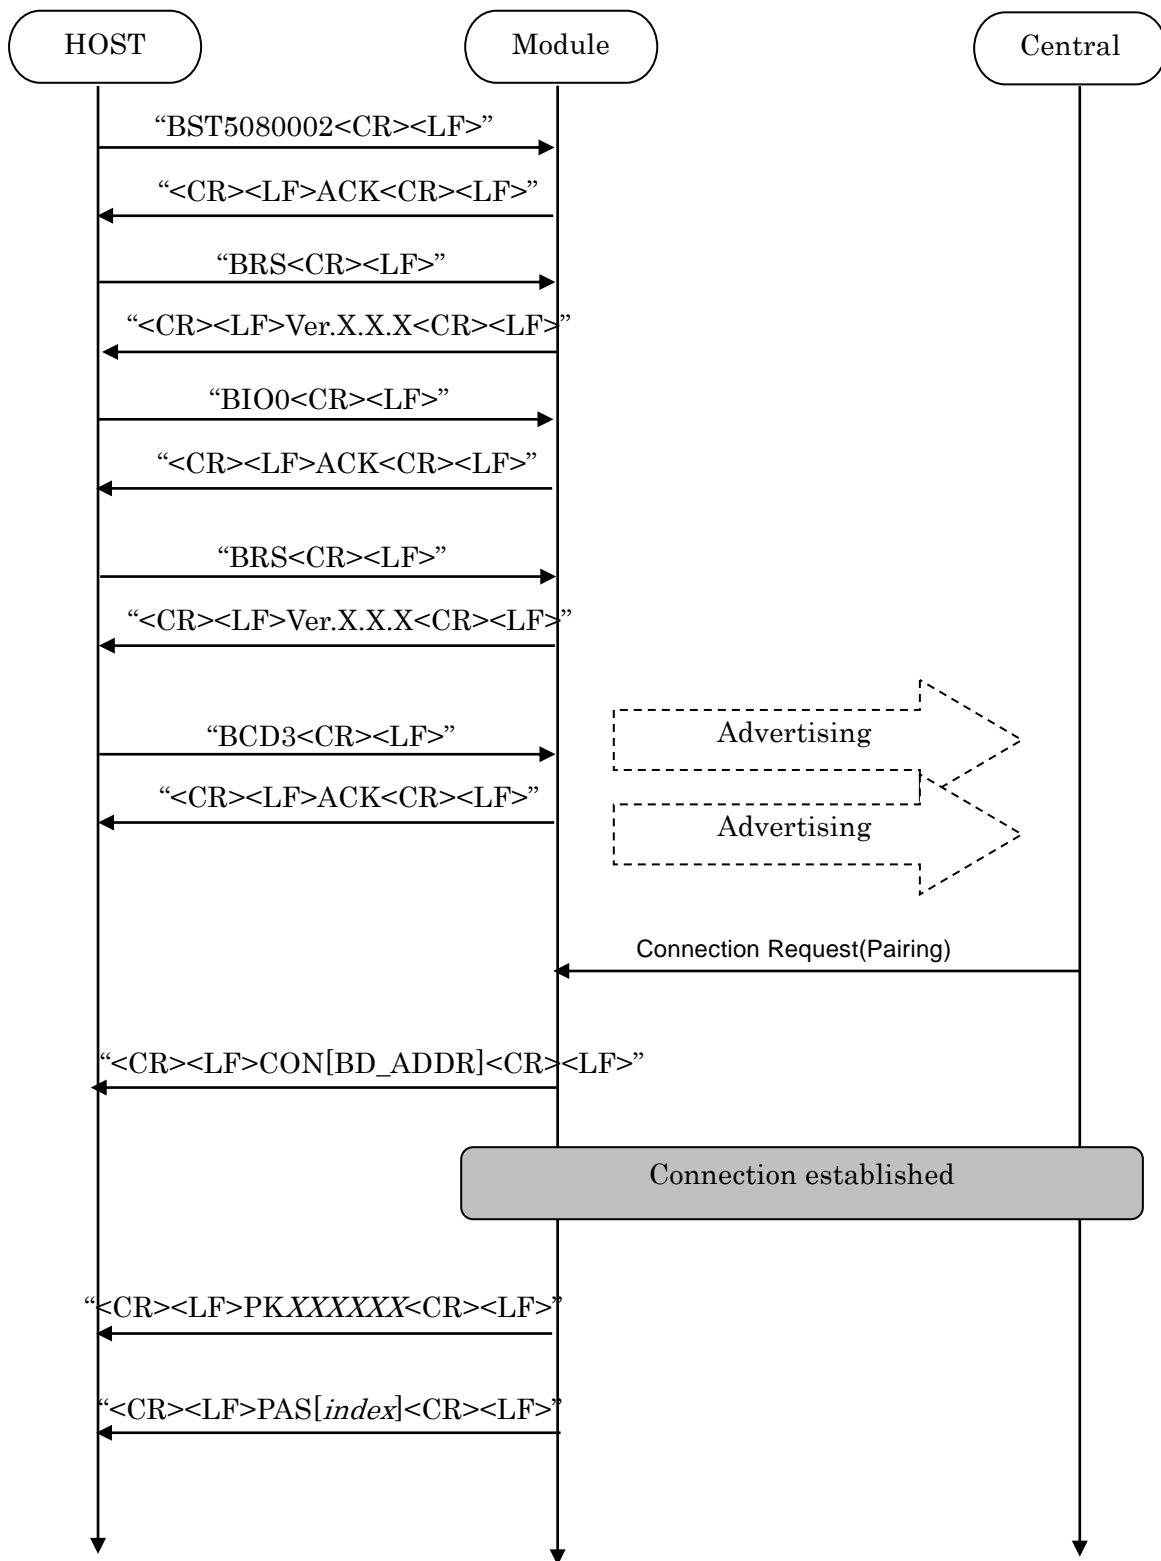 HOST
Module
Central
“BST5080002<CR><LF>”
“<CR><LF>ACK<CR><LF>”
“BRS<CR><LF>”
“<CR><LF>Ver.X.X.X<CR><LF>”
“BIO0<CR><LF>”
“<CR><LF>ACK<CR><LF>”
“BRS<CR><LF>”
“<CR><LF>Ver.X.X.X<CR><LF>”
“BCD3<CR><LF>”
Advertising
“<CR><LF>ACK<CR><LF>”
Advertising
Connection Request(Pairing)
“<CR><LF>CON[BD_ADDR]<CR><LF>”
Connection established
“<CR><LF>PKXXXXXX<CR><LF>”
“<CR><LF>PAS[index]<CR><LF>”